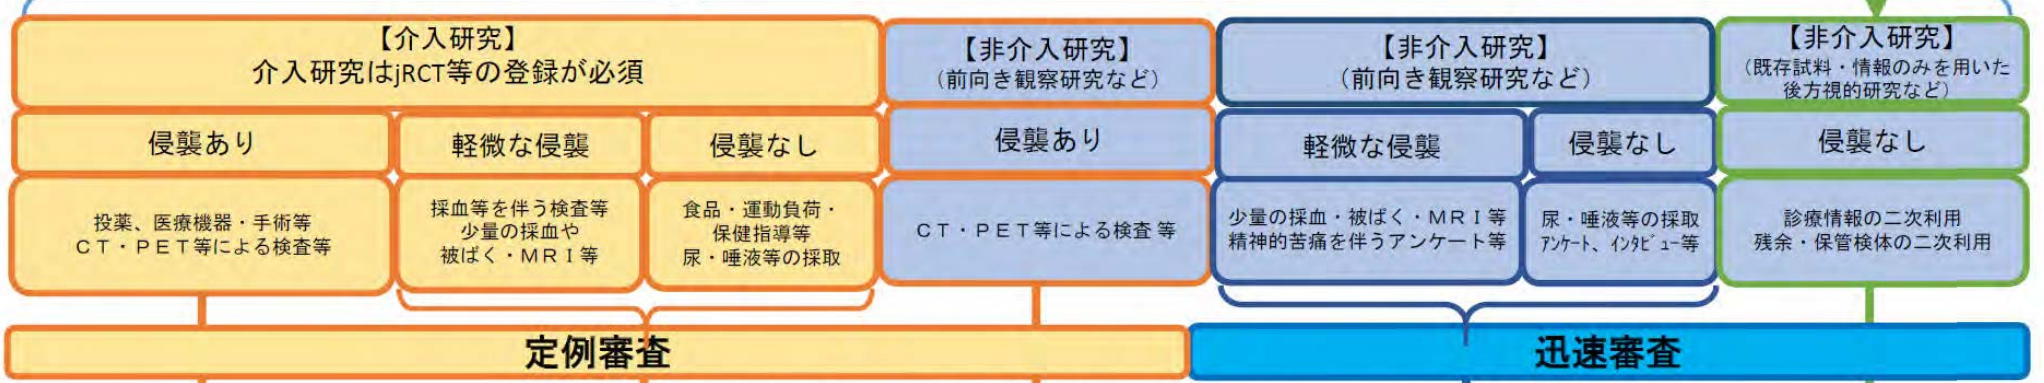 【介入研究】
介入研究はjRCT等の登録が必須
【非介入研究】
（前向き観察研究など）
【非介入研究】
（前向き観察研究など）
【非介入研究】
（既存試料・情報のみを用いた
後方視的研究など）
侵襲あり
軽微な侵襲
侵襲なし
侵襲あり
軽微な侵襲
侵襲なし
侵襲なし
投薬、医療機器・手術等
ＣＴ・ＰＥＴ等による検査等
採血等を伴う検査等
少量の採血や
被ばく・ＭＲＩ等
食品・運動負荷・
保健指導等
尿・唾液等の採取
ＣＴ・ＰＥＴ等による検査 等
少量の採血・被ばく・ＭＲＩ等
精神的苦痛を伴うアンケート等
尿・唾液等の採取
ｱﾝｹｰﾄ、ｲﾝﾀﾋﾞｭｰ等
診療情報の二次利用
残余・保管検体の二次利用
定例審査
迅速審査